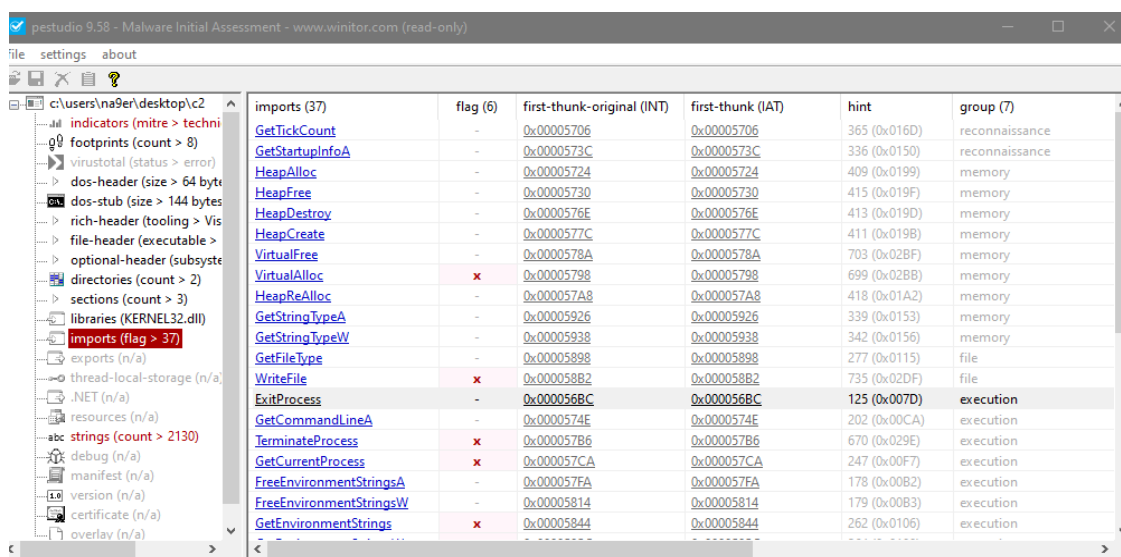 pestudio 9.58 - Malware Initial Assessment - www.winitor.com (read-only)
file settings about
c:\users\na9er\desktop\c2
indicators (mitre > techni
footprints (count > 8)
virustotal (status > error)
dos-header (size > 64 byte
dos-stub (size > 144 bytes
rich-header (tooling > Vis
file-header (executable >
optional-header (subsyste
directories (count > 2)
sections (count > 3)
libraries (KERNEL32.dll)
imports (flag > 37)
exports (n/a)
thread-local-storage (n/a)
.NET (n/a)
resources (n/a)
abc strings (count > 2130)
debug (n/a)
manifest (n/a)
1.0 version (n/a)
certificate (n/a)
overlay (n/a)
imports (37) flag (6) first-thunk-original (INT) first-thunk (IAT) hint group (7)
GetTickCount - 0x00005706 0x00005706 365 (0x016D) reconnaissance
GetStartupInfoA - 0x0000573C 0x0000573C 336 (0x0150) reconnaissance
HeapAlloc - 0x00005724 0x00005724 409 (0x0199) memory
HeapFree - 0x00005730 0x00005730 415 (0x019F) memory
HeapDestroy - 0x0000576E 0x0000576E 413 (0x019D) memory
HeapCreate - 0x0000577C 0x0000577C 411 (0x019B) memory
VirtualFree - 0x0000578A 0x0000578A 703 (0x02BF) memory
VirtualAlloc x 0x00005798 0x00005798 699 (0x02BB) memory
HeapReAlloc - 0x000057A8 0x000057A8 418 (0x01A2) memory
GetStringTypeA - 0x00005926 0x00005926 339 (0x0153) memory
GetStringTypeW - 0x00005938 0x00005938 342 (0x0156) memory
GetFileType - 0x00005898 0x00005898 277 (0x0115) file
WriteFile x 0x000058B2 0x000058B2 735 (0x02DF) file
ExitProcess - 0x000056BC 0x000056BC 125 (0x007D) execution
GetCommandLineA - 0x0000574E 0x0000574E 202 (0x00CA) execution
TerminateProcess x 0x000057B6 0x000057B6 670 (0x029E) execution
GetCurrentProcess x 0x000057CA 0x000057CA 247 (0x00F7) execution
FreeEnvironmentStringsA - 0x000057FA 0x000057FA 178 (0x00B2) execution
FreeEnvironmentStringsW - 0x00005814 0x00005814 179 (0x00B3) execution
GetEnvironmentStrings x 0x00005844 0x00005844 262 (0x0106) execution